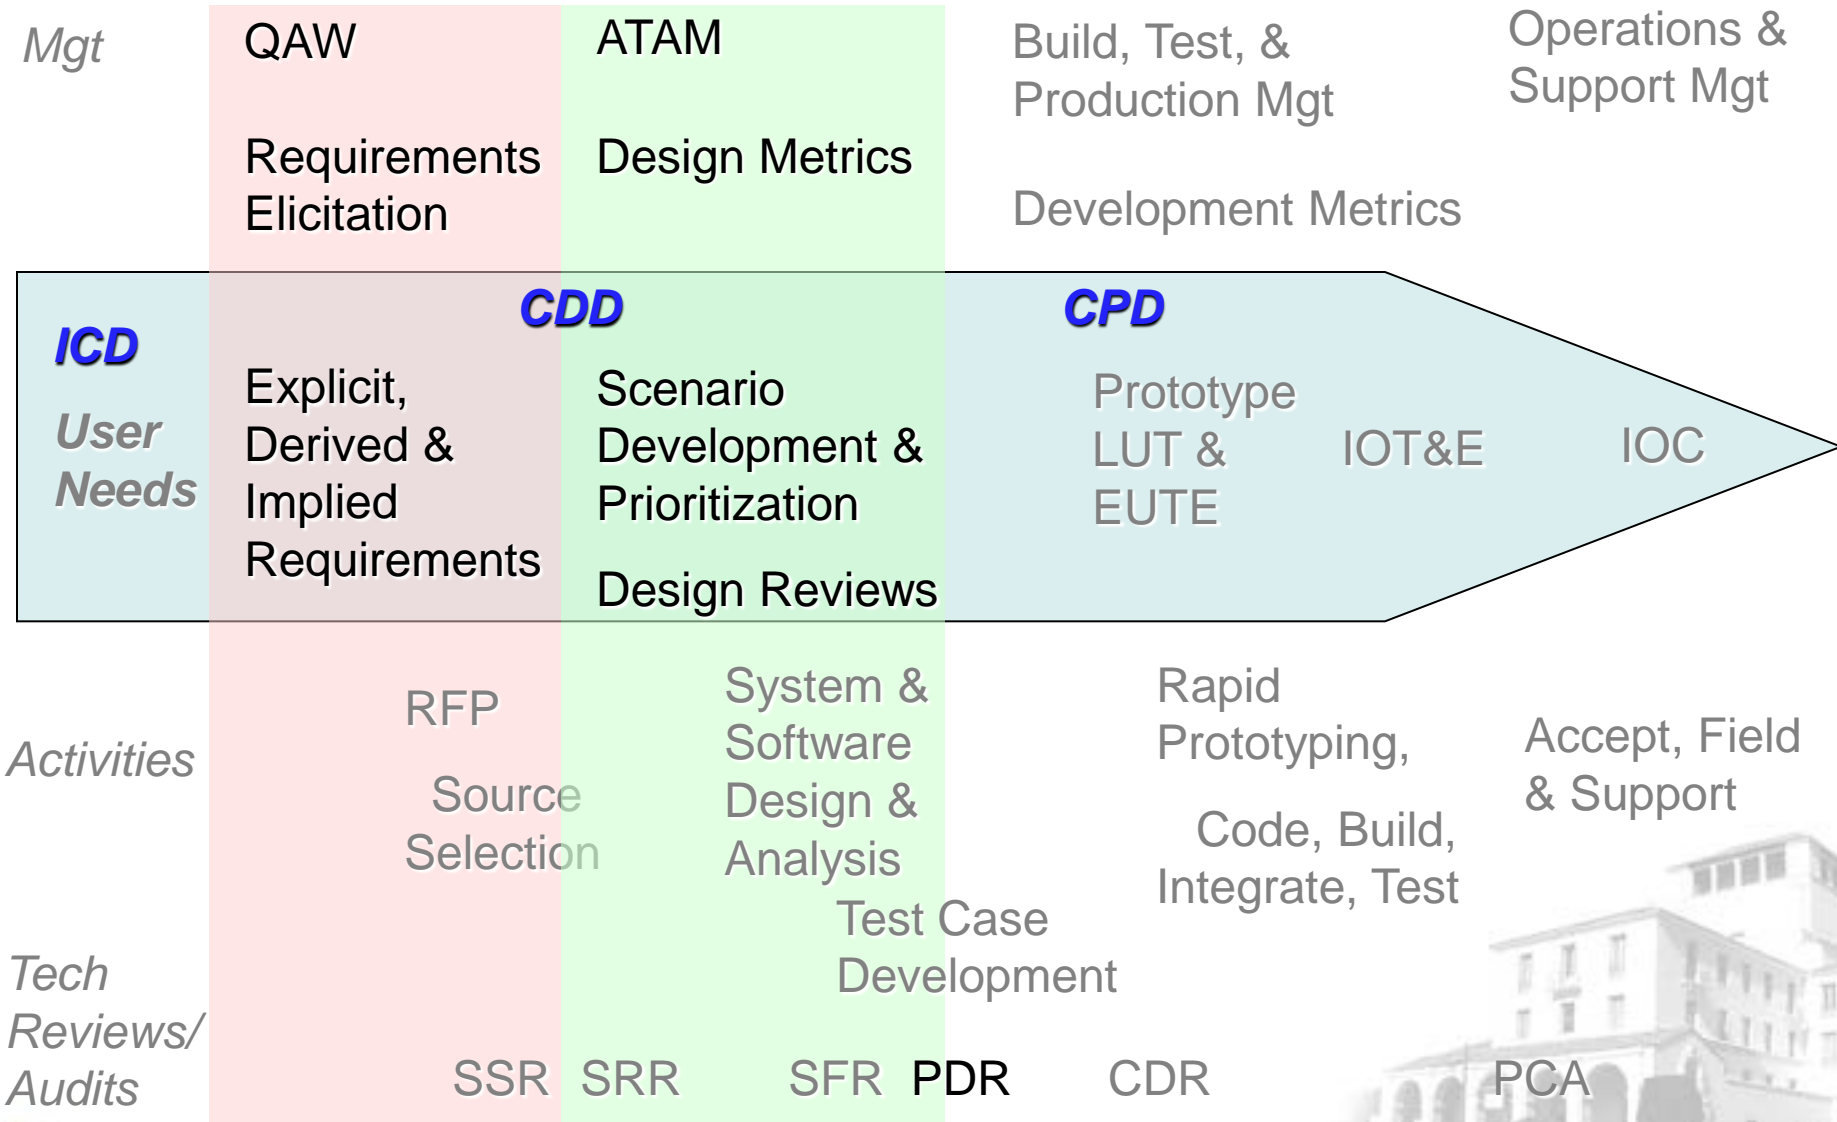 Mgt
QAW
ATAM
Build, Test, &
Production Mgt
Operations &
Support Mgt
Requirements
Elicitation
Design Metrics
Development Metrics
ICD
User
Needs
CDD
CPD
Explicit,
Derived &
Implied
Requirements
Scenario
Development &
Prioritization
Design Reviews
Prototype
LUT &
EUTE
IOT&E
IOC
Activities
RFP
Source
Selection
System &
Software
Design &
Analysis
Test Case
Development
Rapid
Prototyping,
Code, Build,
Integrate, Test
Accept, Field
& Support
Tech
Reviews/
Audits
SSR
SRR
SFR
PDR
CDR
PCA